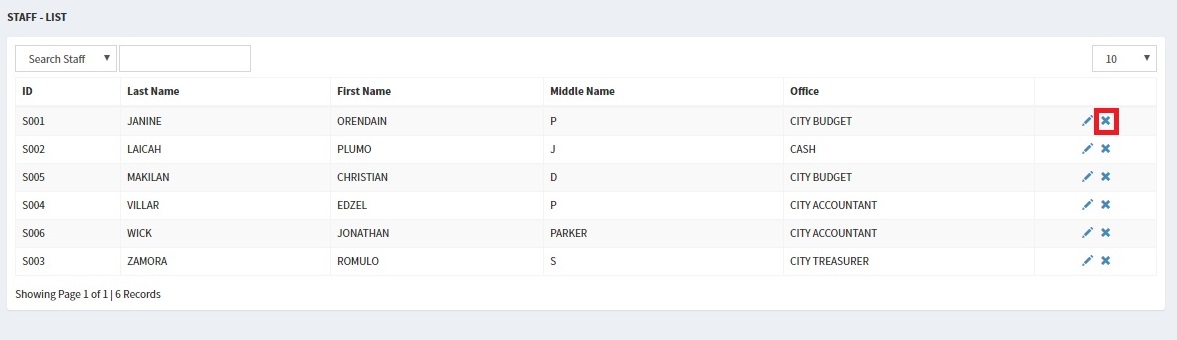 STAFF - LIST
Search Staff 10
ID Last Name First Name Middle Name Office
S001 JANINE ORENDAIN P CITY BUDGET
S002 LAICAH PLUMO J CASH
S005 MAKILAN CHRISTIAN D CITY BUDGET
S004 VILLAR EDZEL P CITY ACCOUNTANT
S006 WICK JONATHAN PARKER CITY ACCOUNTANT
S003 ZAMORA ROMULO S CITY TREASURER
Showing Page 1 of 1 | 6 Records